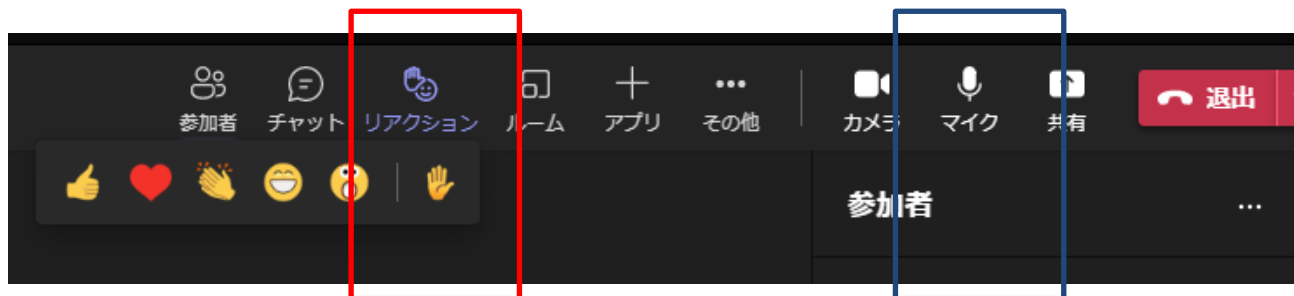 参加者 チャット リアクション ルーム アプリ その他 カメラ マイク 共有 退出
参加者